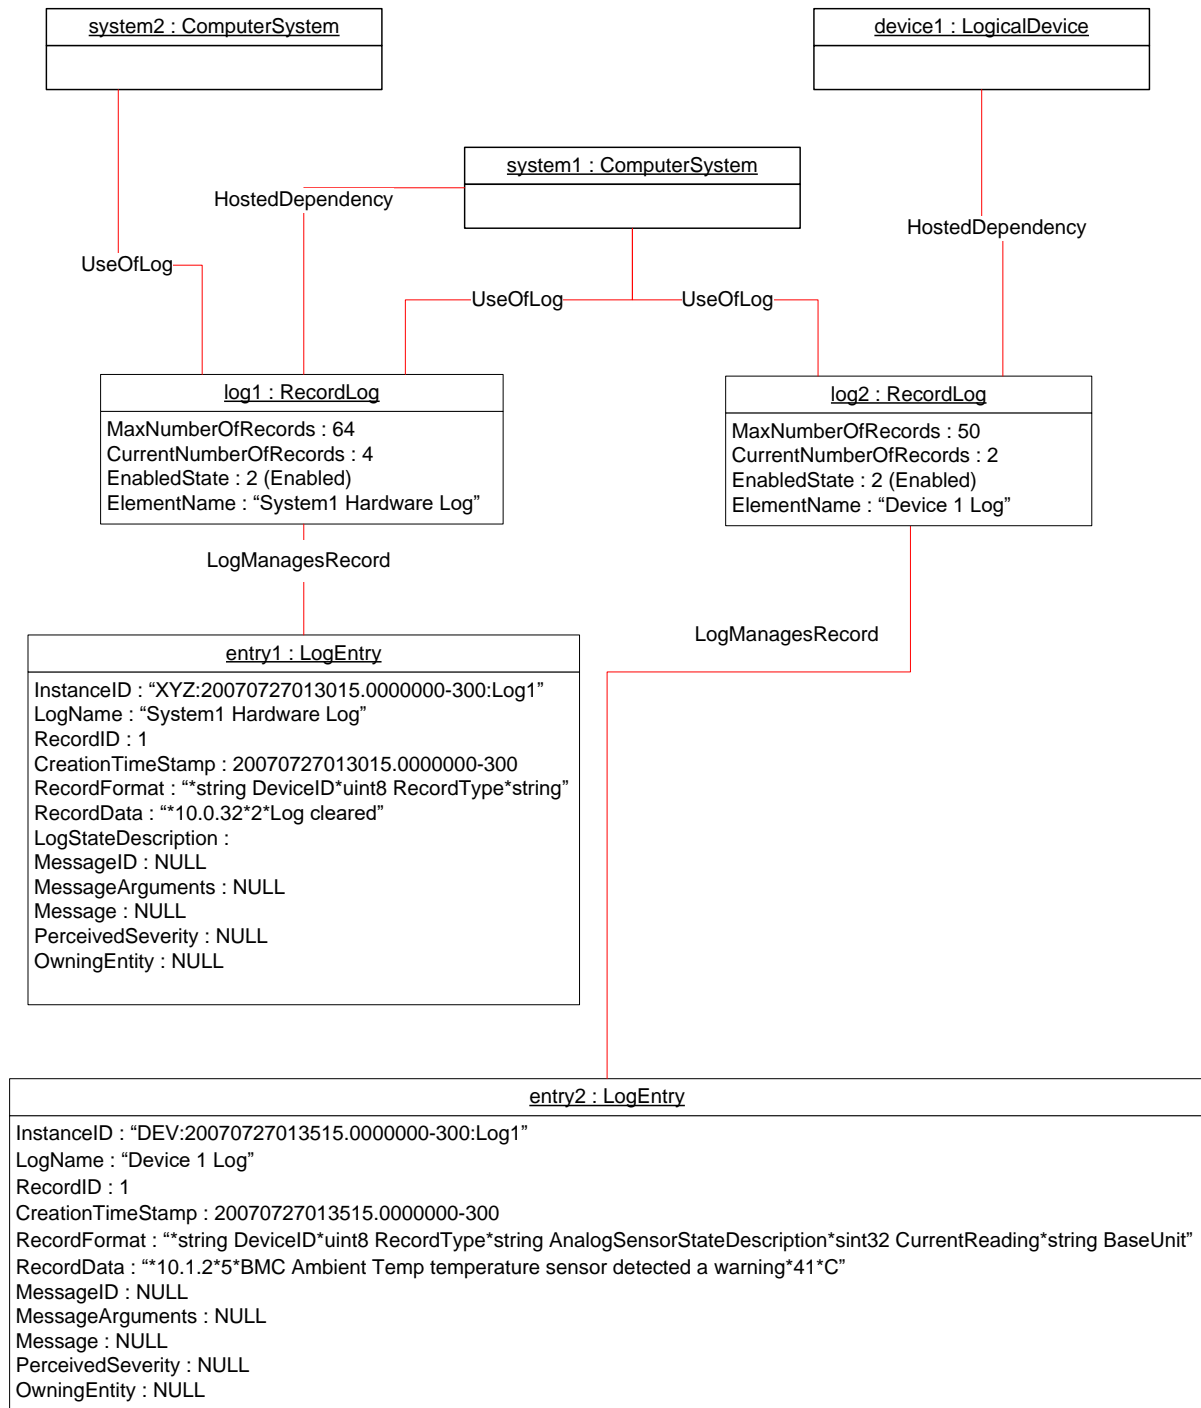 system2 : ComputerSystem
device1 : LogicalDevice
system1 : ComputerSystem
HostedDependency
HostedDependency
UseOfLog
UseOfLog
UseOfLog
log1 : RecordLog
MaxNumberOfRecords : 64
CurrentNumberOfRecords : 4
EnabledState : 2 (Enabled)
ElementName : “System1 Hardware Log”
log2 : RecordLog
MaxNumberOfRecords : 50
CurrentNumberOfRecords : 2
EnabledState : 2 (Enabled)
ElementName : “Device 1 Log”
LogManagesRecord
LogManagesRecord
entry1 : LogEntry
InstanceID : “XYZ:20070727013015.0000000-300:Log1”
LogName : “System1 Hardware Log”
RecordID : 1
CreationTimeStamp : 20070727013015.0000000-300
RecordFormat : “*string DeviceID*uint8 RecordType*string”
RecordData : “*10.0.32*2*Log cleared”
LogStateDescription :
MessageID : NULL
MessageArguments : NULL
Message : NULL
PerceivedSeverity : NULL
OwningEntity : NULL
entry2 : LogEntry
InstanceID : “DEV:20070727013515.0000000-300:Log1”
LogName : “Device 1 Log”
RecordID : 1
CreationTimeStamp : 20070727013515.0000000-300
RecordFormat : “*string DeviceID*uint8 RecordType*string AnalogSensorStateDescription*sint32 CurrentReading*string BaseUnit”
RecordData : “*10.1.2*5*BMC Ambient Temp temperature sensor detected a warning*41*C”
MessageID : NULL
MessageArguments : NULL
Message : NULL
PerceivedSeverity : NULL
OwningEntity : NULL